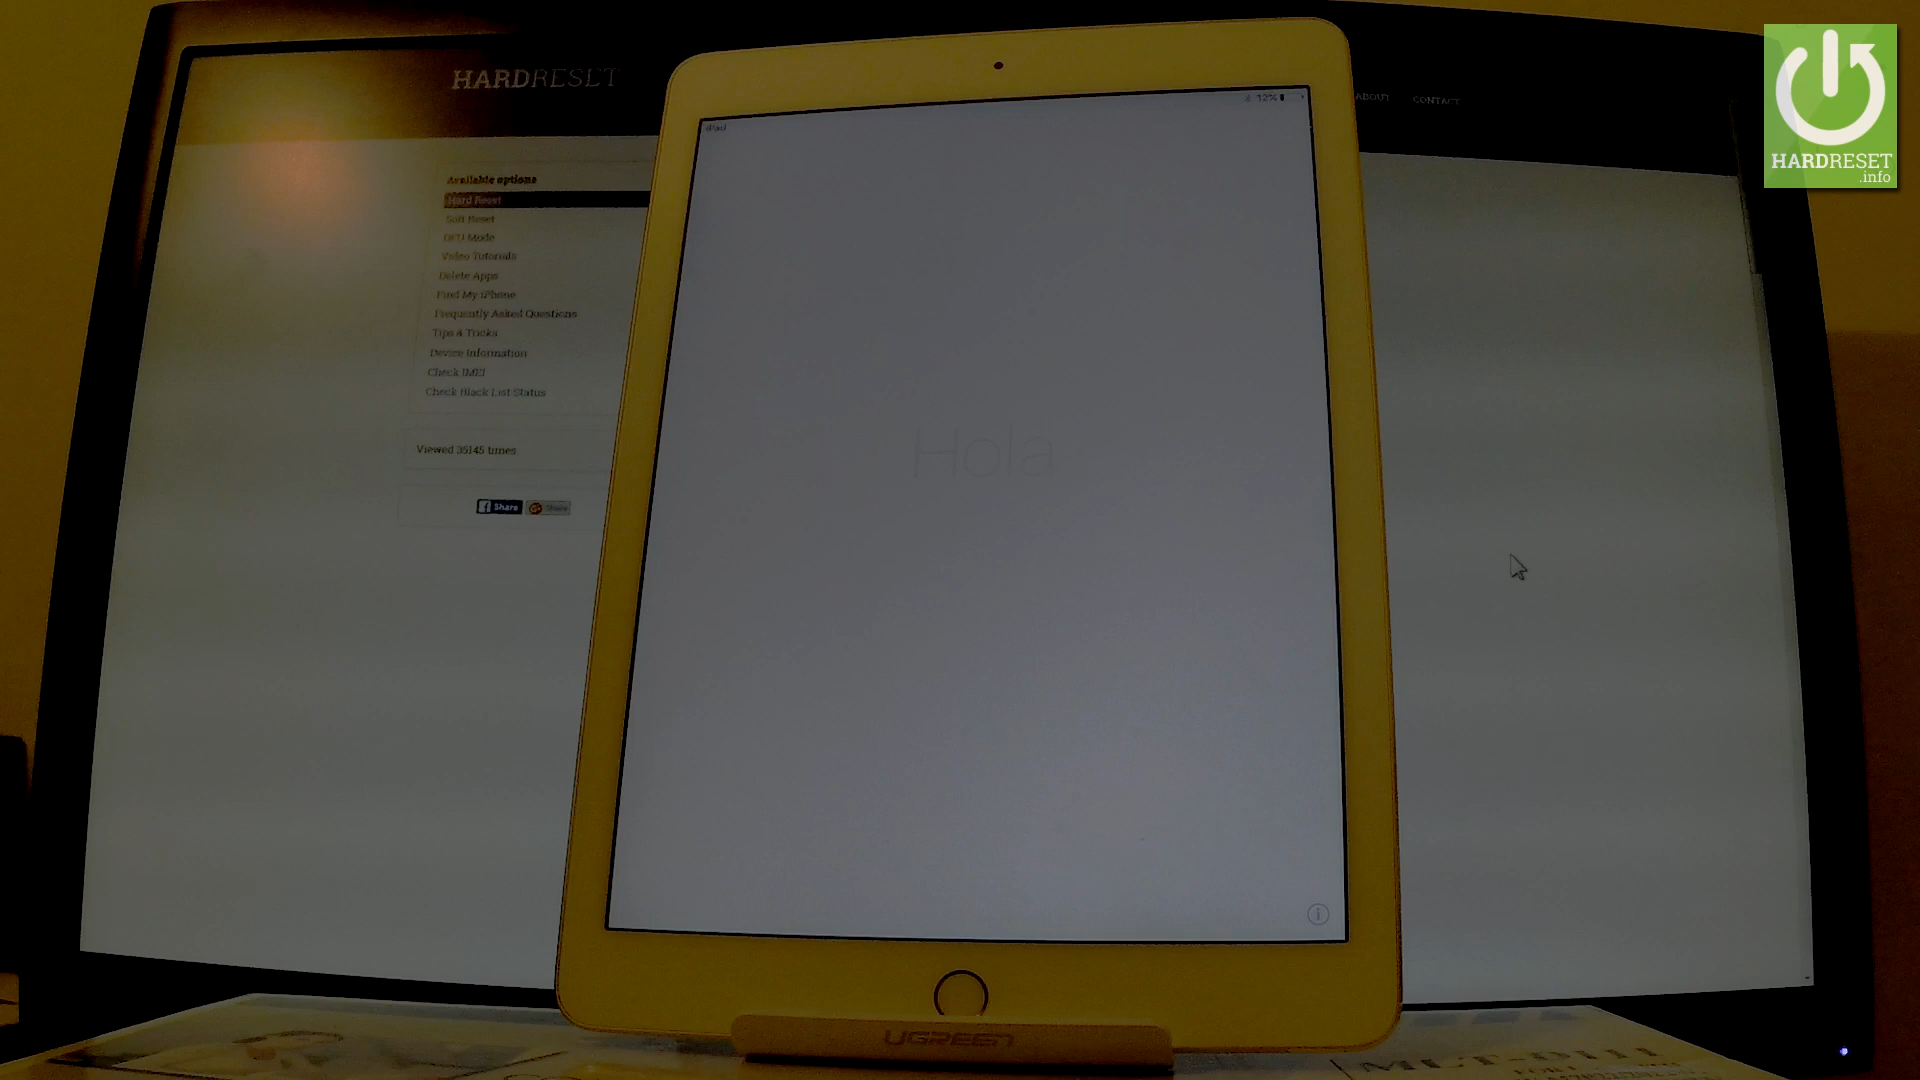 HARDRESET
ABOUT
CONTACT
HARDRESET
.info
iPad
12%
Available options
Hard Reset
Soft Reset
DFU Mode
Video Tutorials
Delete Apps
Find My iPhone
Frequently Asked Questions
Tips & Tricks
Device Information
Check IMEI
Check Black List Status
Viewed 35145 times
Share
Share
Hola
UGREEN